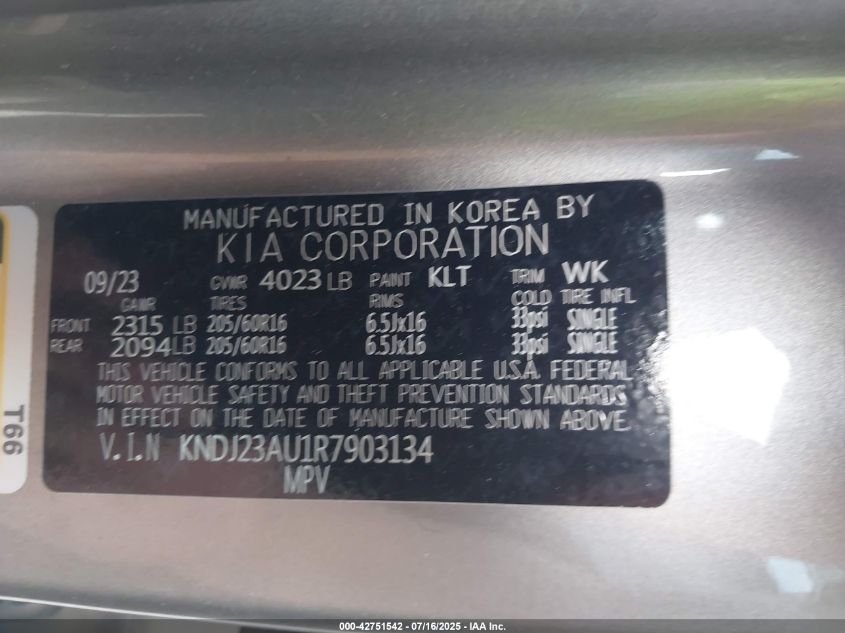 MANUFACTURED IN KOREA BY
KIA CORPORATION
09/23 GVWR 4023 LB PAINT KLT TRIM WK
GAWR TIRES RIMS COLD TIRE INFL
FRONT 2315 LB 205/60R16 6.5Jx16 33psi SINGLE
REAR 2094 LB 205/60R16 6.5Jx16 33psi SINGLE
THIS VEHICLE CONFORMS TO ALL APPLICABLE U.S.A. FEDERAL
MOTOR VEHICLE SAFETY AND THEFT PREVENTION STANDARDS
IN EFFECT ON THE DATE OF MANUFACTURE SHOWN ABOVE.
V.I.N KNDJ23AU1R7903134
MPV
T66
000-42751542 - 07/16/2025 - IAA Inc.